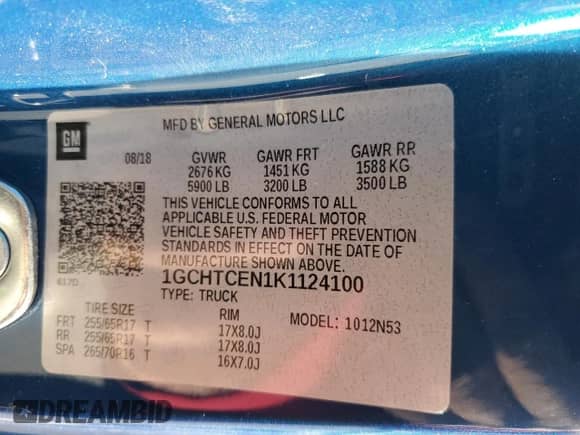 MFD BY GENERAL MOTORS LLC
GM
08/18 GVWR GAWR FRT GAWR RR
2676 KG 1451 KG 1588 KG
5900 LB 3200 LB 3500 LB
THIS VEHICLE CONFORMS TO ALL
APPLICABLE U.S. FEDERAL MOTOR
VEHICLE SAFETY AND THEFT PREVENTION
STANDARDS IN EFFECT ON THE DATE OF
MANUFACTURE SHOWN ABOVE.
617D 1GCHTCEN1K1124100
TYPE: TRUCK
TIRE SIZE RIM MODEL: 1012N53
FRT 255/65R17 T 17X8.0J
RR 255/65R17 T 17X8.0J
SPA 265/70R16 T 16X7.0J
DREAMBID